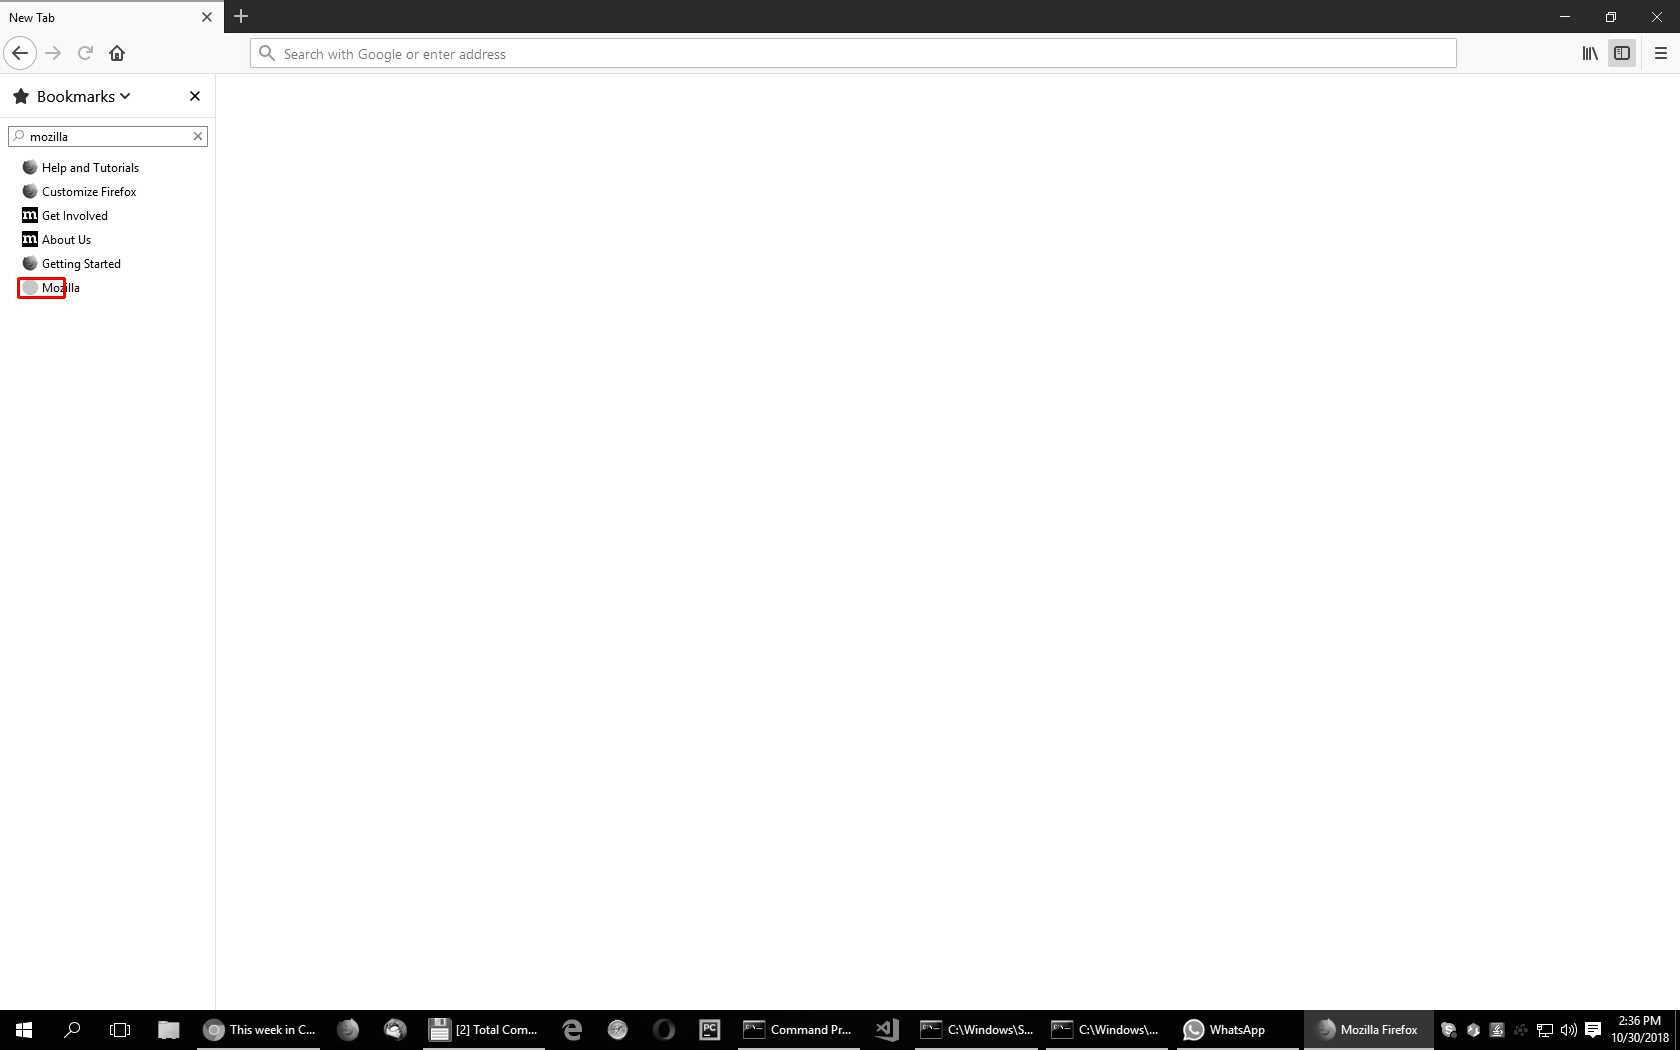 New Tab
Search with Google or enter address
Bookmarks
mozilla
Help and Tutorials
Customize Firefox
m Get Involved
m About Us
Getting Started
Mozilla
This week in C...
[2] Total Com...
PC
Command Pr...
C:\Windows\S...
C:\Windows\...
WhatsApp
Mozilla Firefox
2:36 PM
10/30/2018